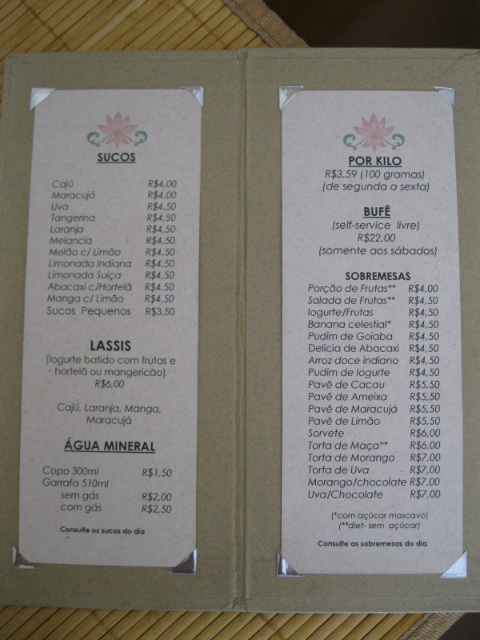 SUCOS
Cajú R$4,00
Maracujá R$4,00
Uva R$4,50
Tangerina R$4,50
Laranja R$4,50
Melancia R$4,50
Melão c/ Limão R$4,50
Limonada Indiana R$4,50
Limonada Suíça R$4,50
Abacaxi c/Hortelã R$4,50
Manga c/ Limão R$4,50
Sucos Pequenos R$3,50
LASSIS
(Iogurte batido com frutas e
- hortelã ou mangericão)
R$6,00
Cajú, Laranja, Manga,
Maracujá
ÁGUA MINERAL
Copo 300ml R$1,50
Garrafa 510ml
sem gás R$2,00
com gás R$2,50
Consulte os sucos do dia
POR KILO
R$3,59 (100 gramas)
(de segunda a sexta)
BUFÊ
(self-service livre)
R$22,00
(somente aos sábados)
SOBREMESAS
Porção de Frutas** R$4,00
Salada de Frutas** R$4,50
Iogurte/Frutas R$4,50
Banana celestial* R$4,00
Pudim de Goiaba R$4,50
Delícia de Abacaxi R$4,50
Arroz doce indiano R$4,50
Pudim de Iogurte R$4,50
Pavê de Cacau R$5,50
Pavê de Ameixa R$5,50
Pavê de Maracujá R$5,50
Pavê de Limão R$5,50
Sorvete R$6,00
Torta de Maça** R$6,00
Torta de Morango R$7,00
Torta de Uva R$7,00
Morango/chocolate R$7,00
Uva/Chocolate R$7,00
(*com açúcar mascavo)
(**diet- sem açúcar)
Consulte as sobremesas do dia